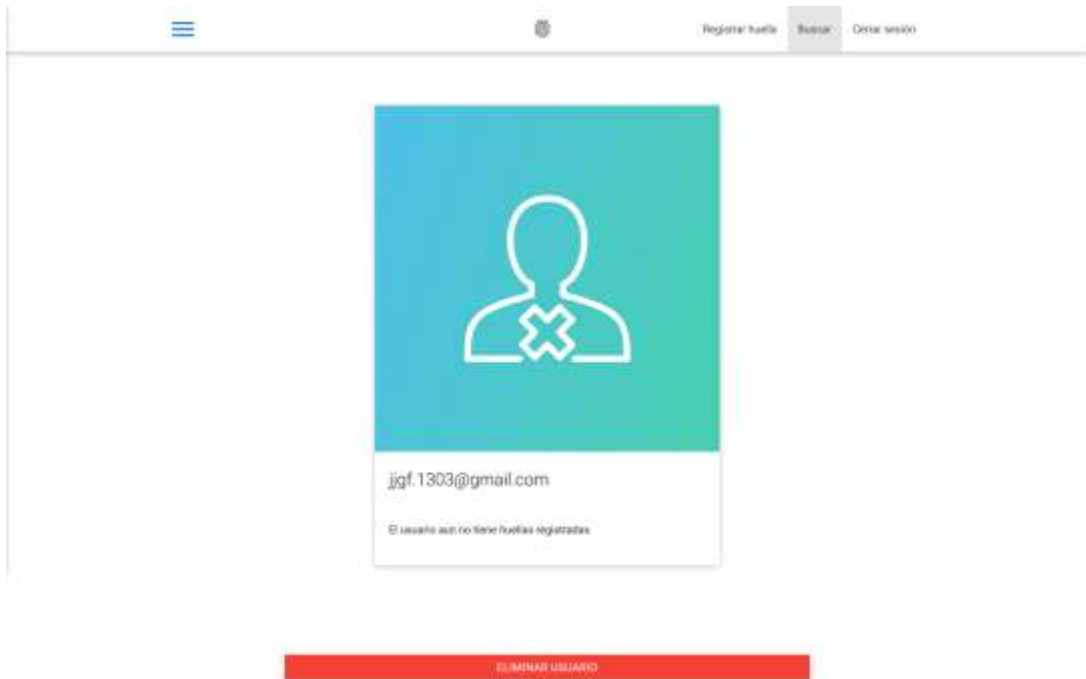 Registrar huella Buscar Cerrar sesión
jjgf.1303@gmail.com
El usuario aun no tiene huellas registradas.
ELIMINAR USUARIO